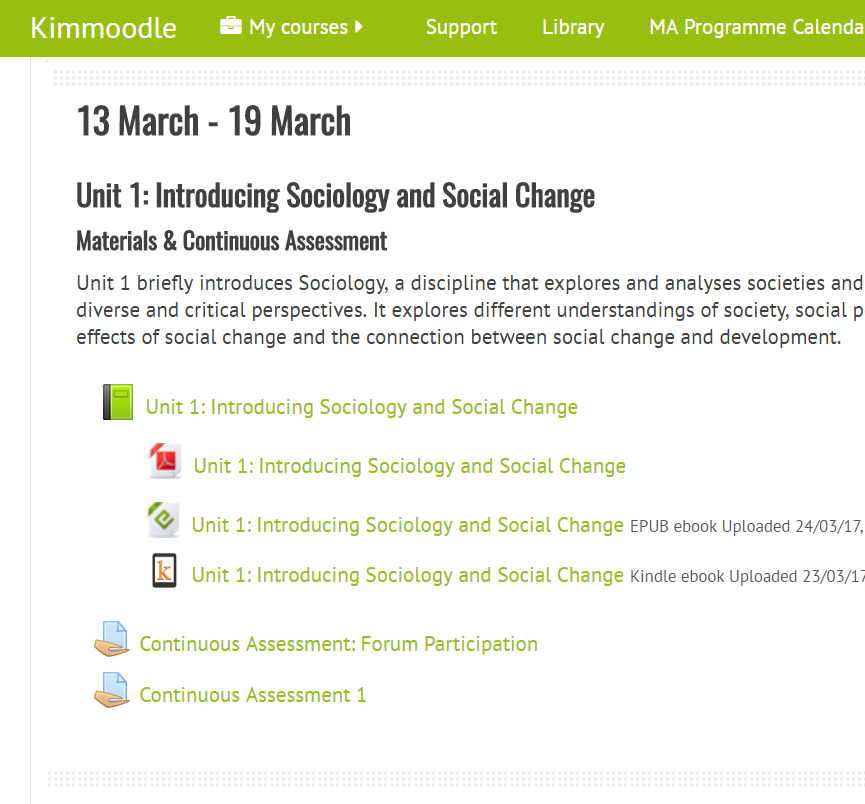 Kimmoodle My courses Support Library MA Programme Calenda
13 March - 19 March
Unit 1: Introducing Sociology and Social Change
Materials & Continuous Assessment
Unit 1 briefly introduces Sociology, a discipline that explores and analyses societies and
diverse and critical perspectives. It explores different understandings of society, social p
effects of social change and the connection between social change and development.
Unit 1: Introducing Sociology and Social Change
Unit 1: Introducing Sociology and Social Change
Unit 1: Introducing Sociology and Social Change EPUB ebook Uploaded 24/03/17,
Unit 1: Introducing Sociology and Social Change Kindle ebook Uploaded 23/03/17
Continuous Assessment: Forum Participation
Continuous Assessment 1